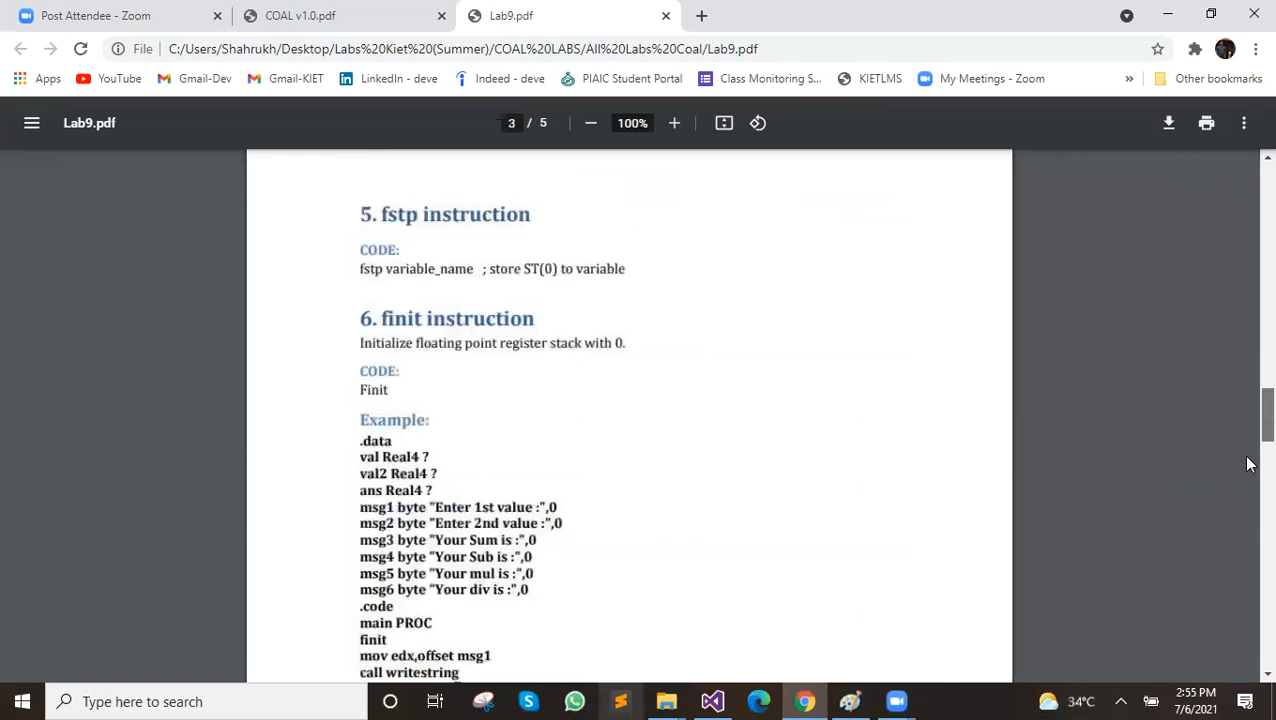 Post Attendee - Zoom
COAL v1.0.pdf
Lab9.pdf
File
C:/Users/Shahrukh/Desktop/Labs%20Kiet%20(Summer)/COAL%20LABS/All%20Labs%20Coal/Lab9.pdf
Apps
YouTube
Gmail-Dev
Gmail-KIET
LinkedIn - deve
Indeed - deve
PIAIC Student Portal
Class Monitoring S...
KIETLMS
My Meetings - Zoom
»
Other bookmarks
Lab9.pdf
3 / 5
100%
5. fstp instruction
CODE:
fstp variable_name ; store ST(0) to variable
6. finit instruction
Initialize floating point register stack with 0.
CODE:
Finit
Example:
.data
val Real4 ?
val2 Real4 ?
ans Real4 ?
msg1 byte "Enter 1st value :",0
msg2 byte "Enter 2nd value :",0
msg3 byte "Your Sum is :",0
msg4 byte "Your Sub is :",0
msg5 byte "Your mul is :",0
msg6 byte "Your div is :",0
.code
main PROC
finit
mov edx,offset msg1
call writestring
Type here to search
34°C
2:55 PM
7/6/2021